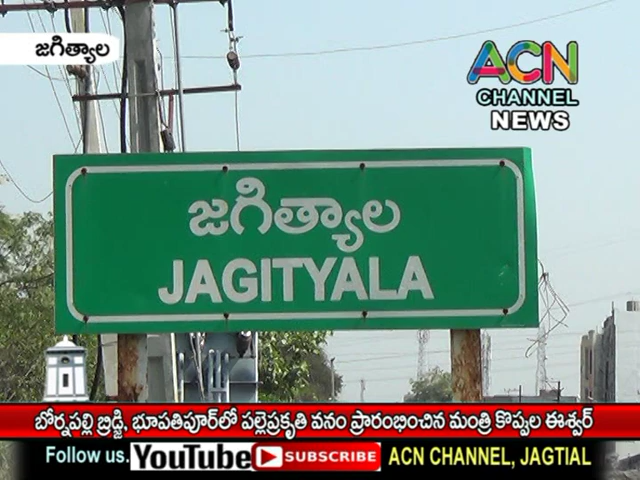 జగిత్యాల
ACN
CHANNEL
NEWS
జగిత్యాల
JAGITYALA
బోర్నపల్లి బ్రిడ్జి, భూపతిపూర్‌లో పల్లెప్రకృతి వనం ప్రారంభించిన మంత్రి కొప్పుల ఈశ్వర్
Follow us. YouTube SUBSCRIBE ACN CHANNEL, JAGTIAL